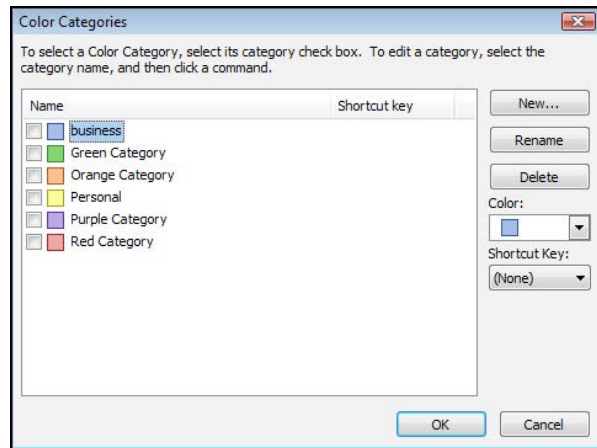 Color Categories
To select a Color Category, select its category check box.  To edit a category, select the
category name, and then click a command.
Name
Shortcut key
business
Green Category
Orange Category
Personal
Purple Category
Red Category
New...
Rename
Delete
Color:
Shortcut Key:
(None)
OK
Cancel